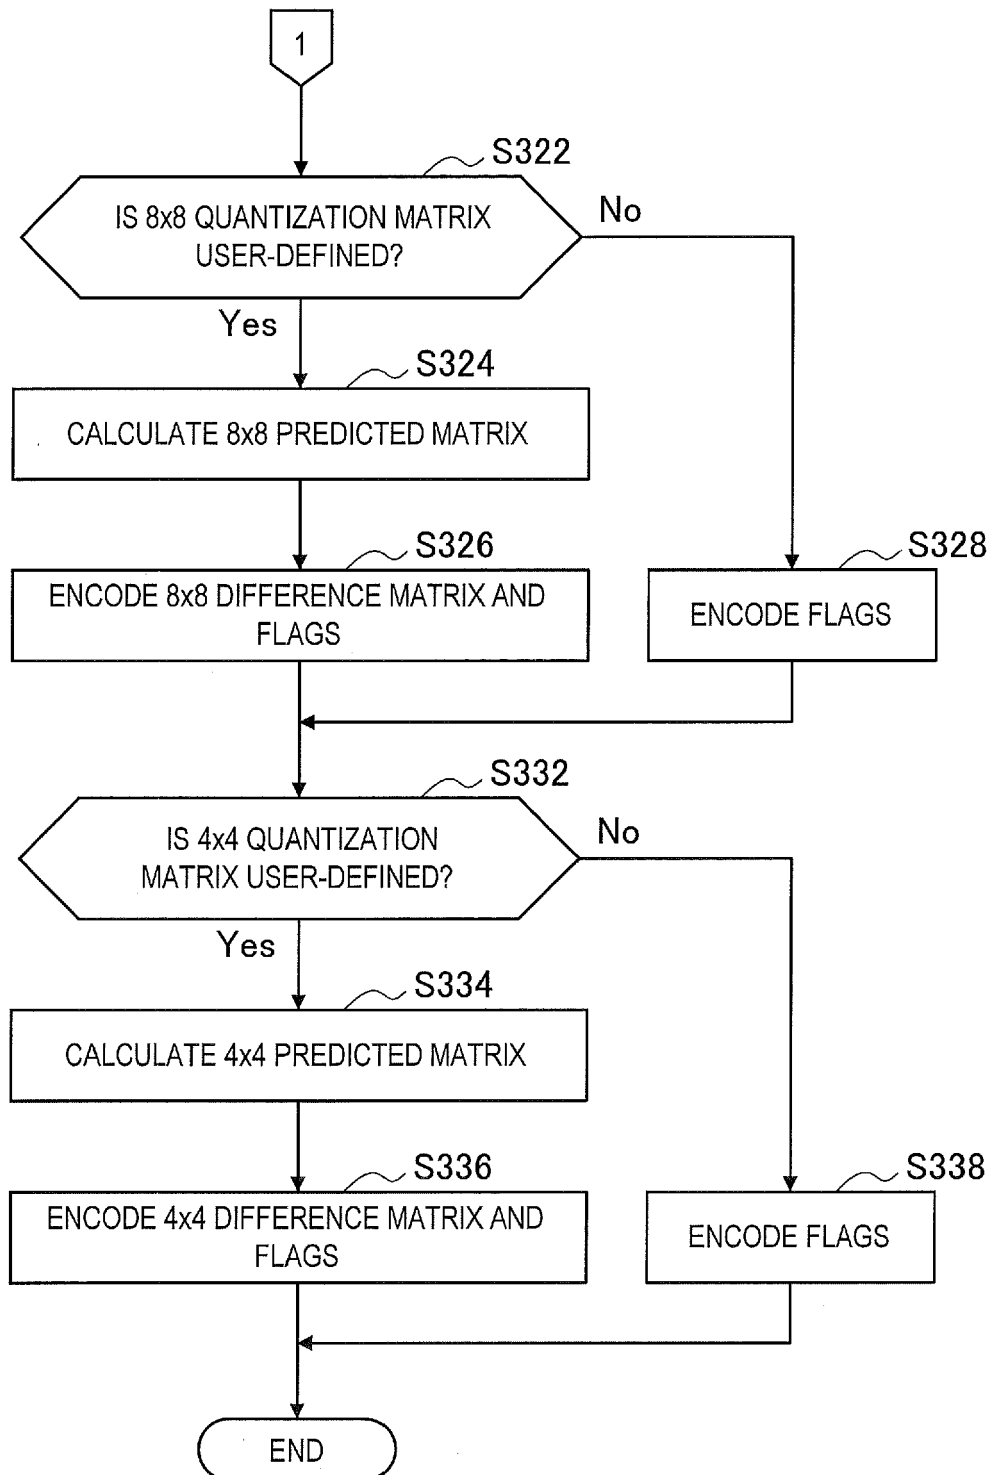 1
S322
IS 8x8 QUANTIZATION MATRIX
USER-DEFINED?
No
Yes
S324
CALCULATE 8x8 PREDICTED MATRIX
S326
ENCODE 8x8 DIFFERENCE MATRIX AND
FLAGS
S328
ENCODE FLAGS
S332
IS 4x4 QUANTIZATION
MATRIX USER-DEFINED?
No
Yes
S334
CALCULATE 4x4 PREDICTED MATRIX
S336
ENCODE 4x4 DIFFERENCE MATRIX AND
FLAGS
S338
ENCODE FLAGS
END